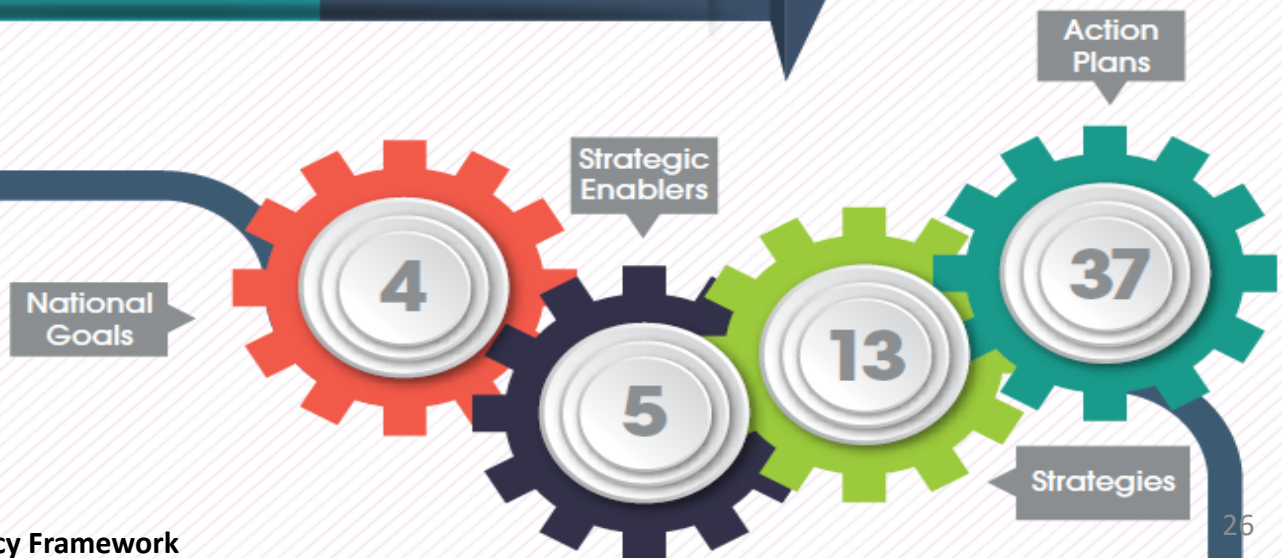 National
Goals
4
Strategic
Enablers
5
13
Strategies
Action
Plans
37
26
cy Framework